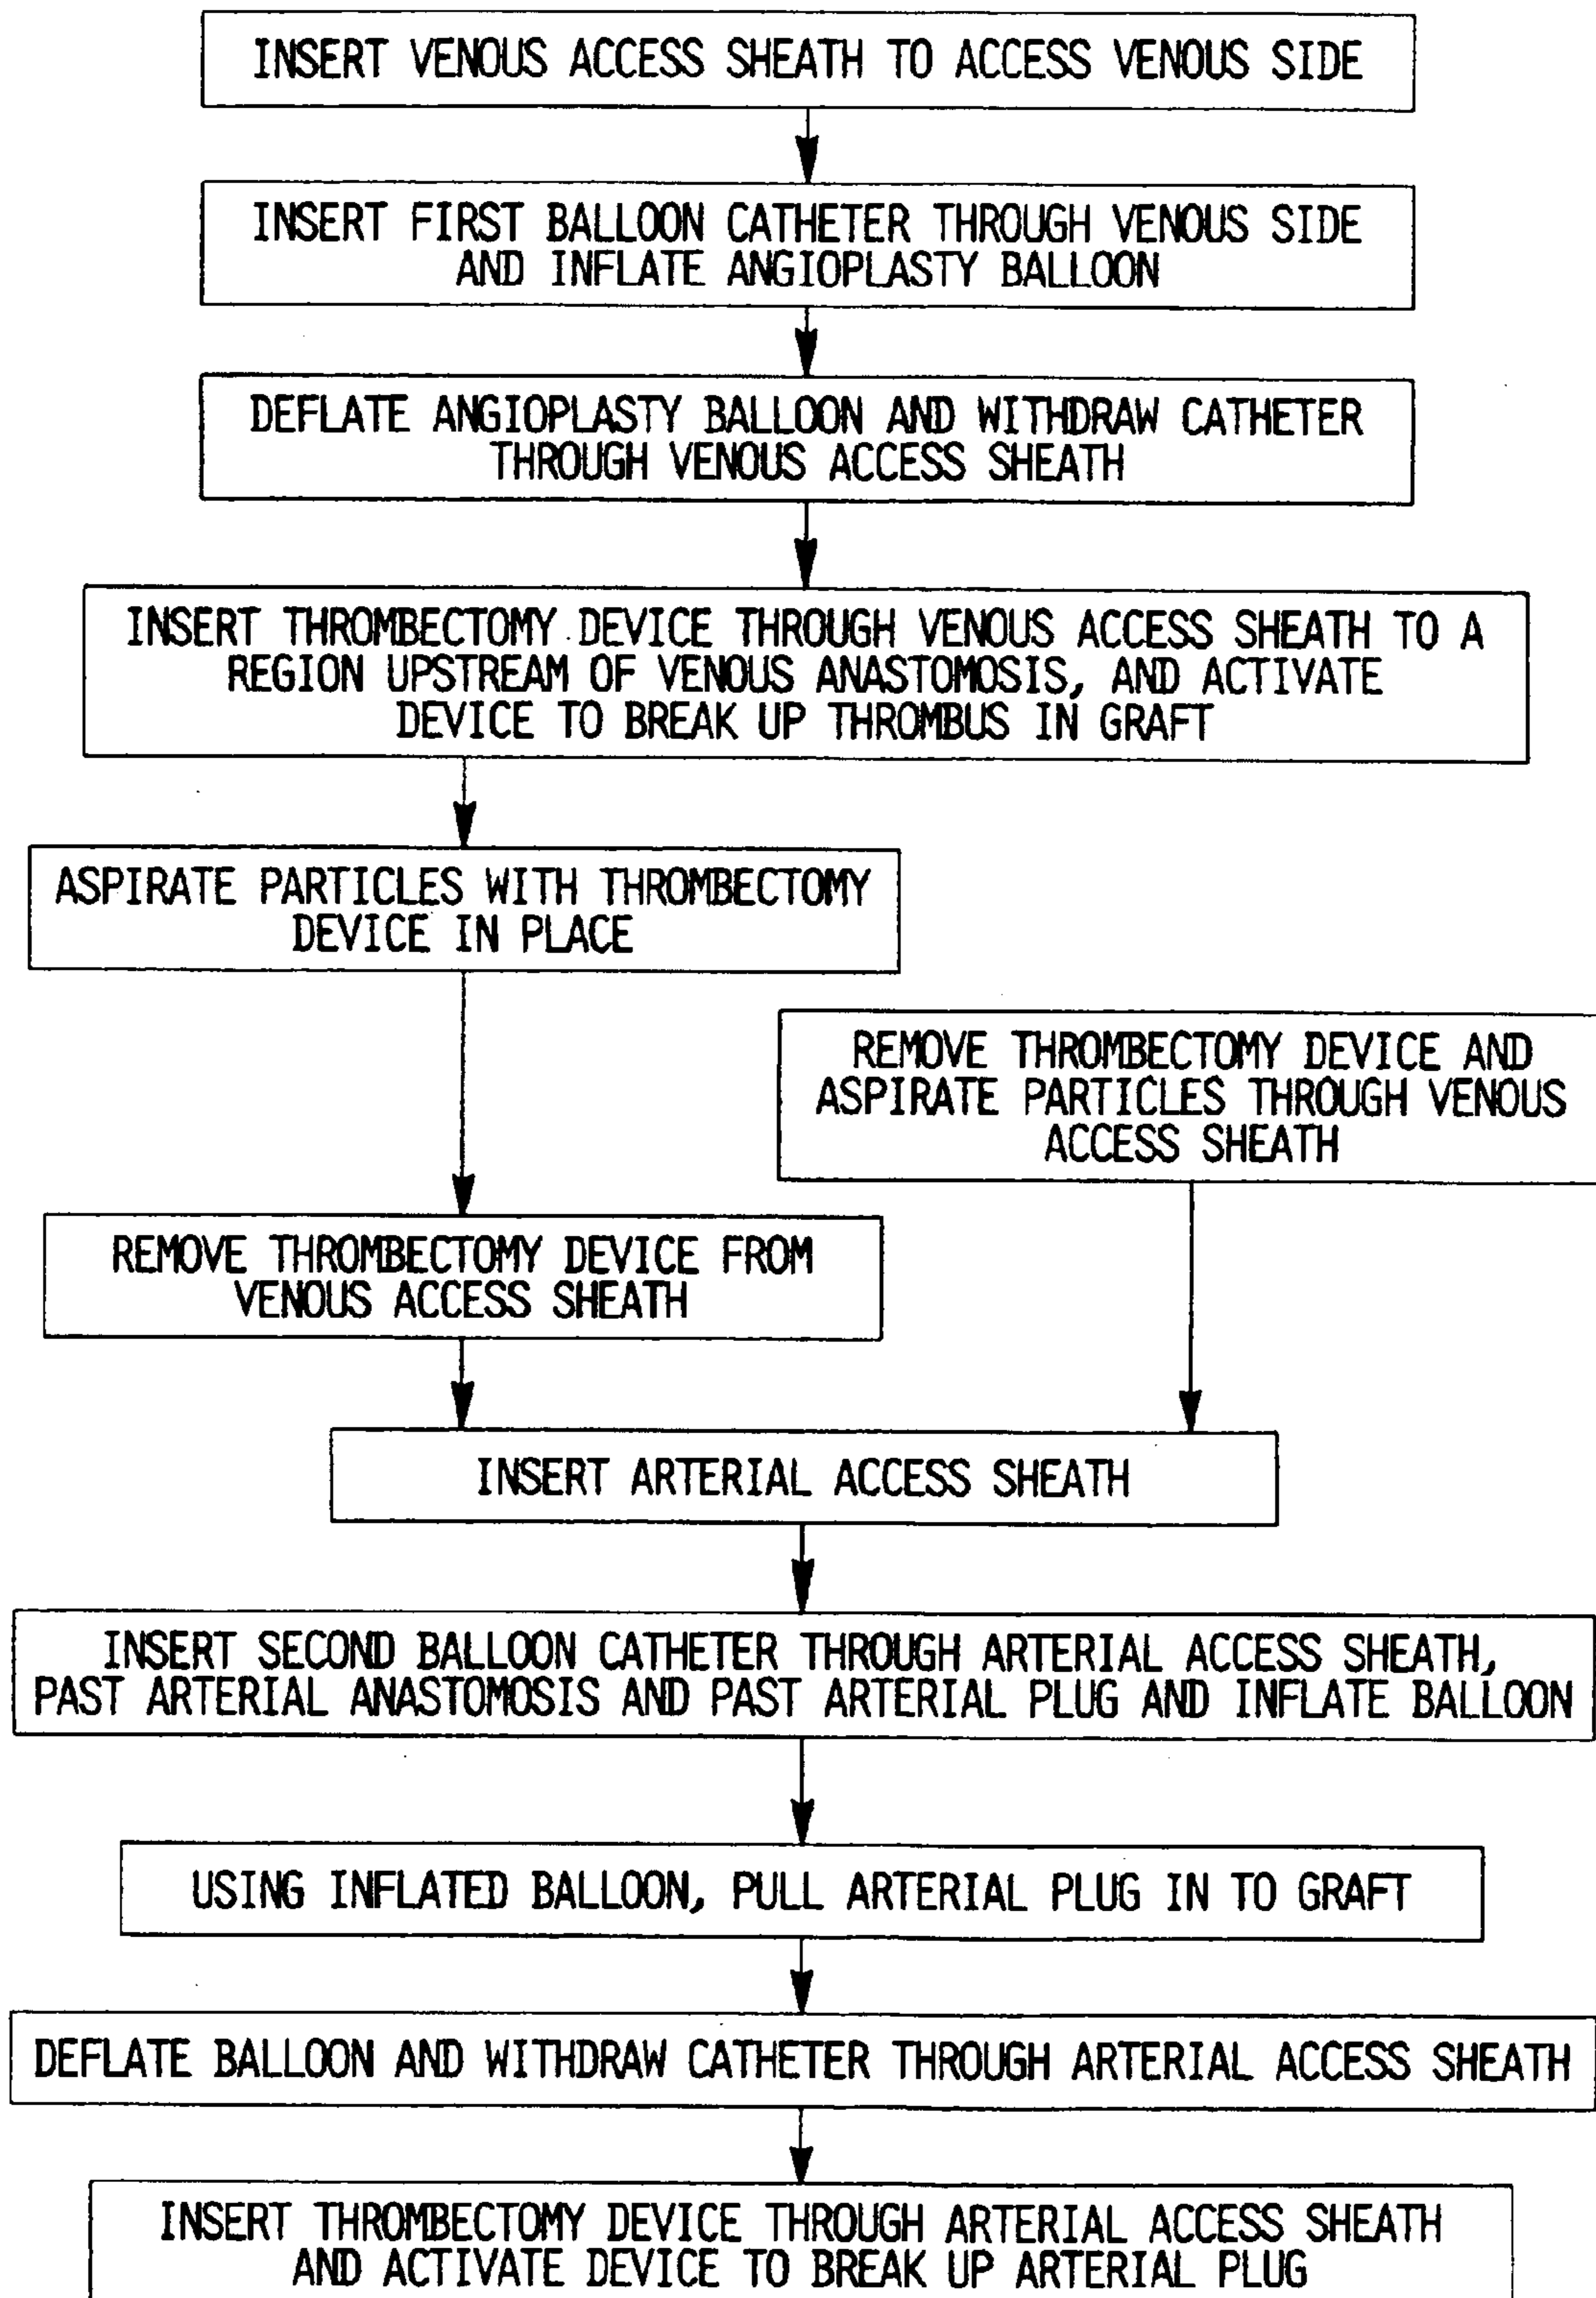 INSERT VENOUS ACCESS SHEATH TO ACCESS VENOUS SIDE
INSERT FIRST BALLOON CATHETER THROUGH VENOUS SIDE
AND INFLATE ANGIOPLASTY BALLOON
DEFLATE ANGIOPLASTY BALLOON AND WITHDRAW CATHETER
THROUGH VENOUS ACCESS SHEATH
INSERT THROMBECTOMY DEVICE THROUGH VENOUS ACCESS SHEATH TO A
REGION UPSTREAM OF VENOUS ANASTOMOSIS, AND ACTIVATE
DEVICE TO BREAK UP THROMBUS IN GRAFT
ASPIRATE PARTICLES WITH THROMBECTOMY
DEVICE IN PLACE
REMOVE THROMBECTOMY DEVICE AND
ASPIRATE PARTICLES THROUGH VENOUS
ACCESS SHEATH
REMOVE THROMBECTOMY DEVICE FROM
VENOUS ACCESS SHEATH
INSERT ARTERIAL ACCESS SHEATH
INSERT SECOND BALLOON CATHETER THROUGH ARTERIAL ACCESS SHEATH,
PAST ARTERIAL ANASTOMOSIS AND PAST ARTERIAL PLUG AND INFLATE BALLOON
USING INFLATED BALLOON, PULL ARTERIAL PLUG IN TO GRAFT
DEFLATE BALLOON AND WITHDRAW CATHETER THROUGH ARTERIAL ACCESS SHEATH
INSERT THROMBECTOMY DEVICE THROUGH ARTERIAL ACCESS SHEATH
AND ACTIVATE DEVICE TO BREAK UP ARTERIAL PLUG